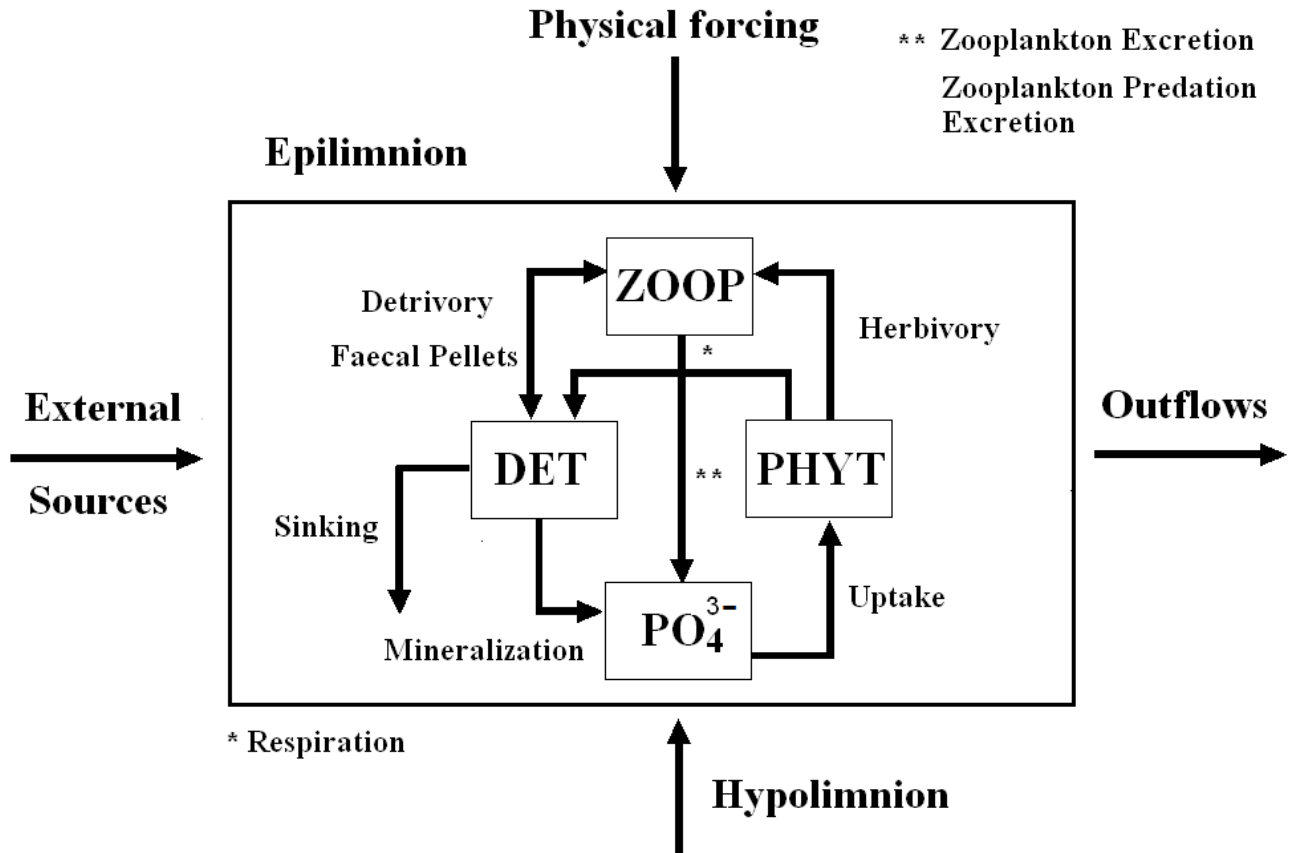 Physical forcing
** Zooplankton Excretion
Zooplankton Predation
Excretion
Epilimnion
ZOOP
Detrivory
Herbivory
Faecal Pellets
*
External
Sources
Outflows
DET
**
PHYT
Sinking
Uptake
PO₄³⁻
Mineralization
* Respiration
Hypolimnion